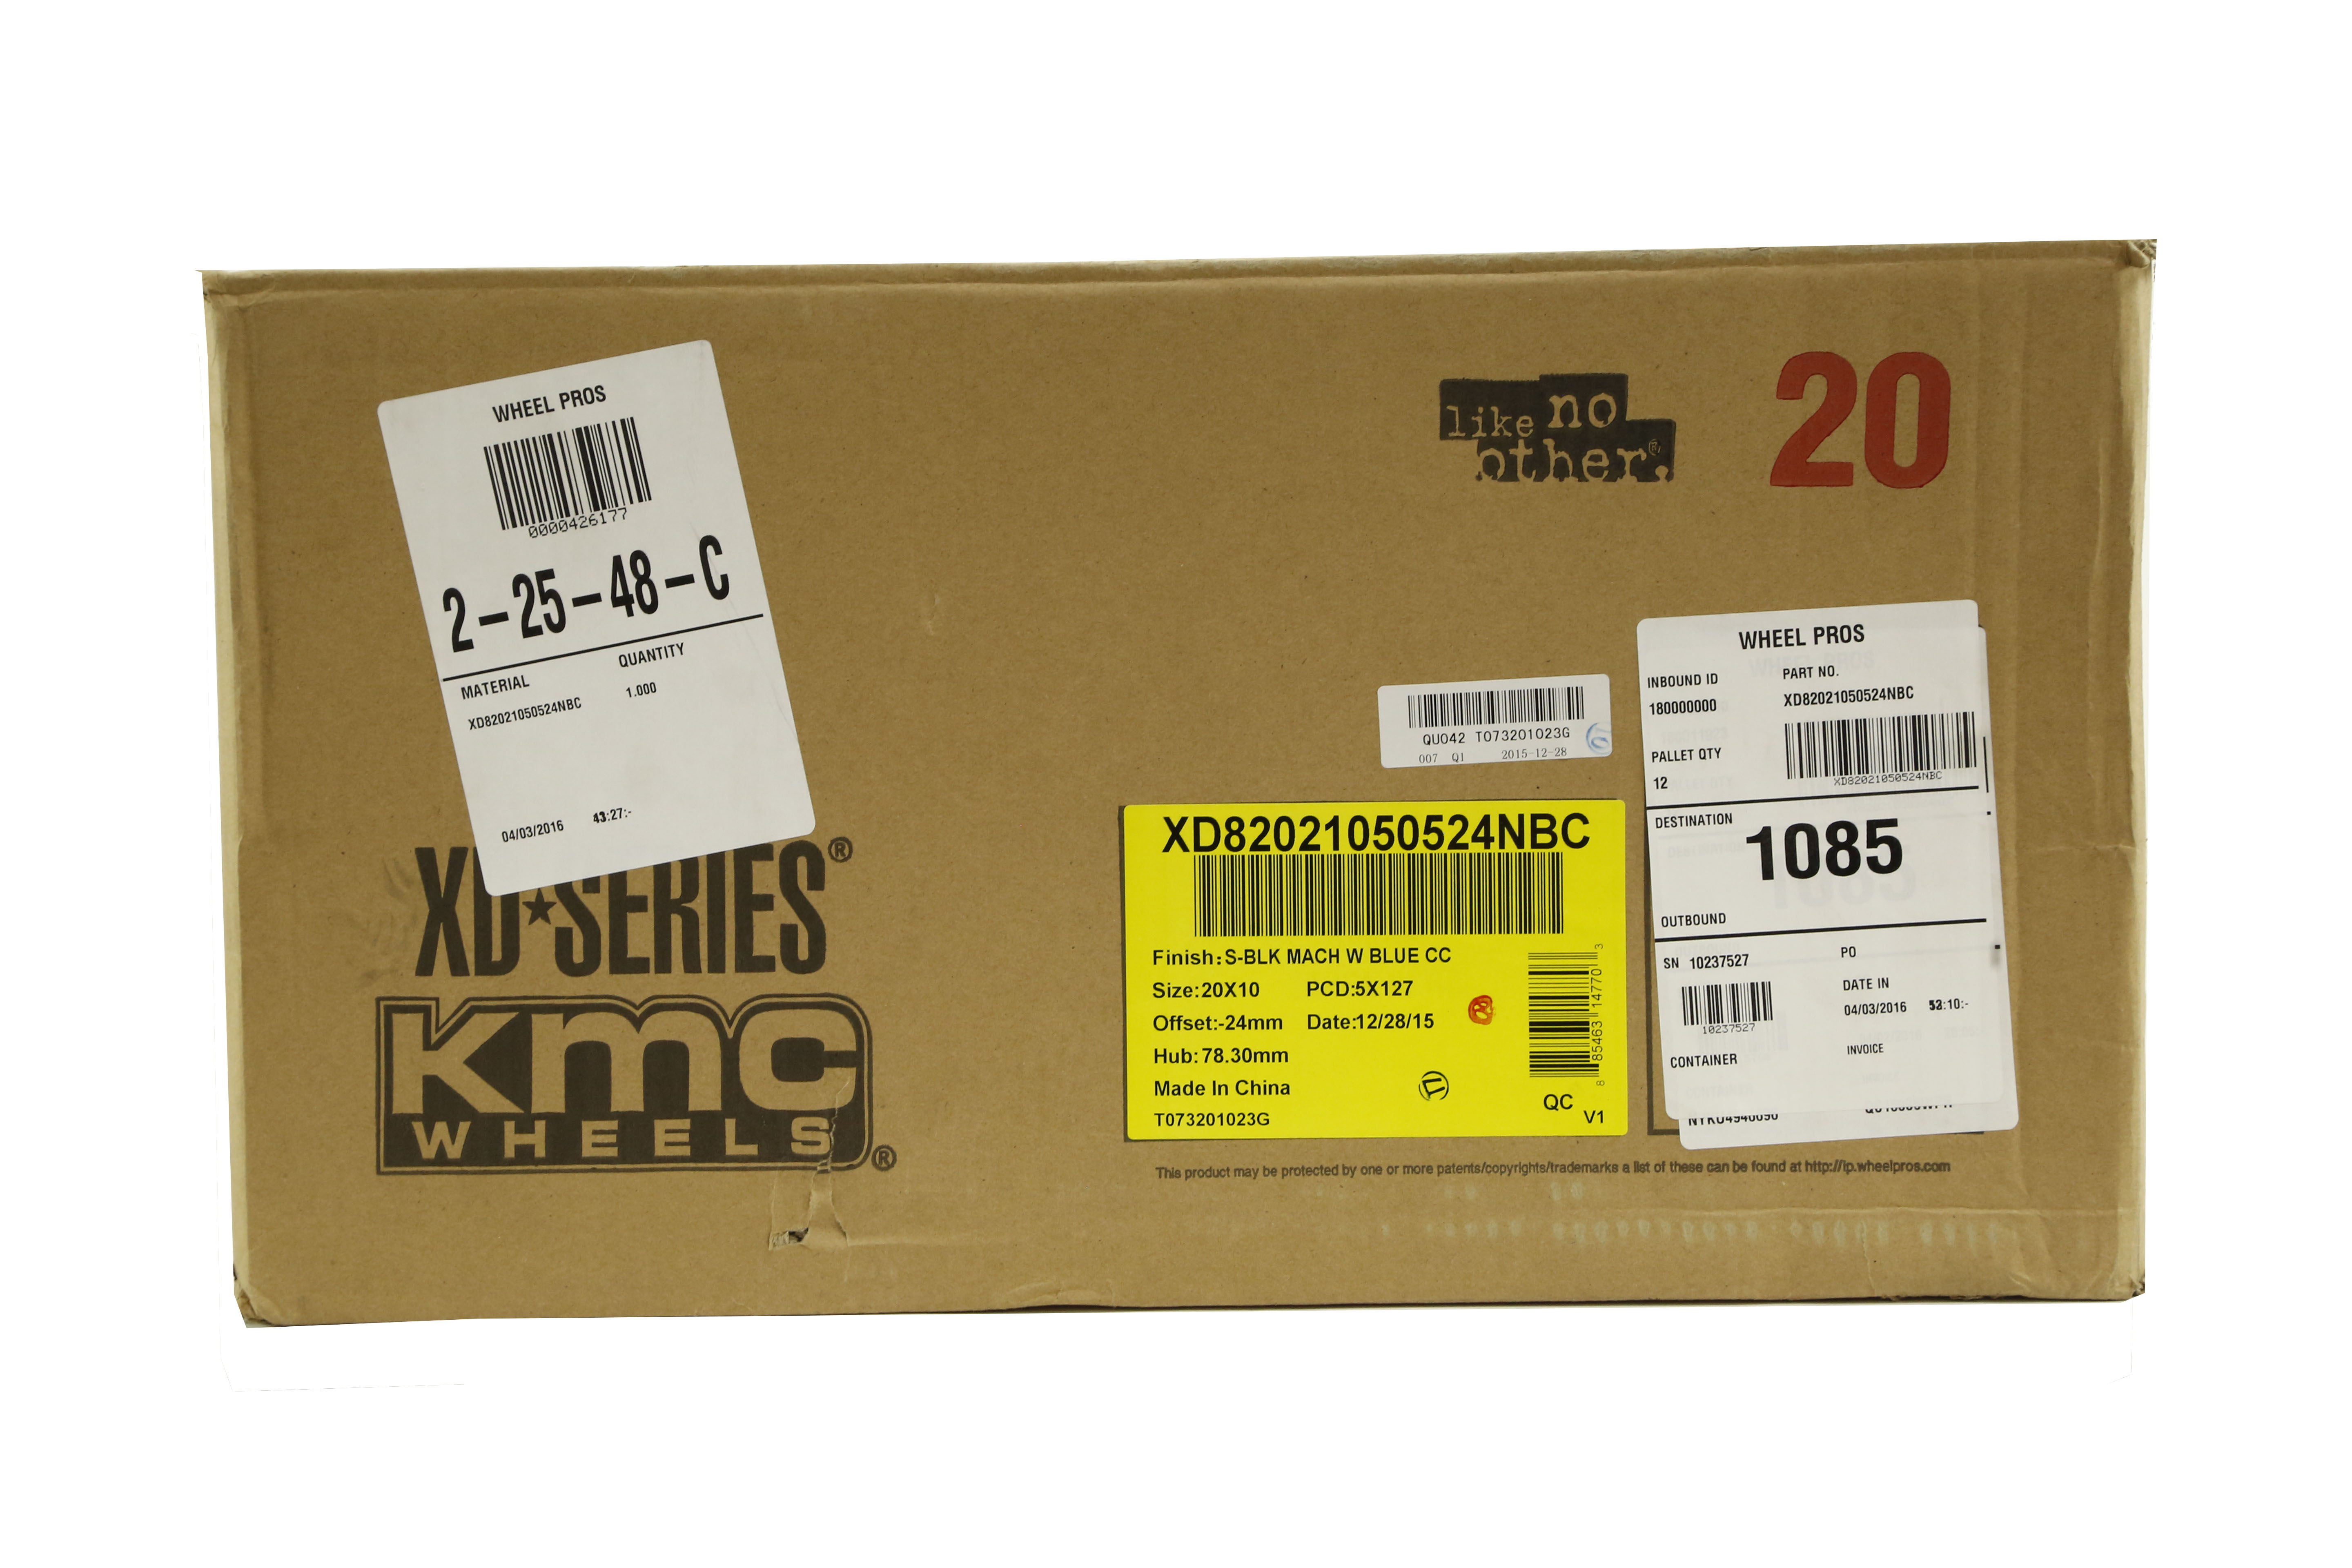 WHEEL PROS
0000426177
2-25-48-C
MATERIAL QUANTITY
XD82021050524NBC 1.000
04/03/2016
XD★SERIES®
KMC
WHEELS®
like no
other.®
20
QU042 T073201023G
007 Q1 2015-12-28
XD82021050524NBC
Finish:S-BLK MACH W BLUE CC
Size:20X10 PCD:5X127
Offset:-24mm Date:12/28/15
Hub:78.30mm
Made In China
T073201023G
8 85463 14770 3
QC
V1
WHEEL PROS
INBOUND ID PART NO.
180000000 XD82021050524NBC
PALLET QTY
12
XD82021050524NBC
DESTINATION
1085
OUTBOUND
SN 10237527 PO
DATE IN
10237527
04/03/2016
CONTAINER INVOICE
This product may be protected by one or more patents/copyrights/trademarks a list of these can be found at http://ip.wheelpros.com